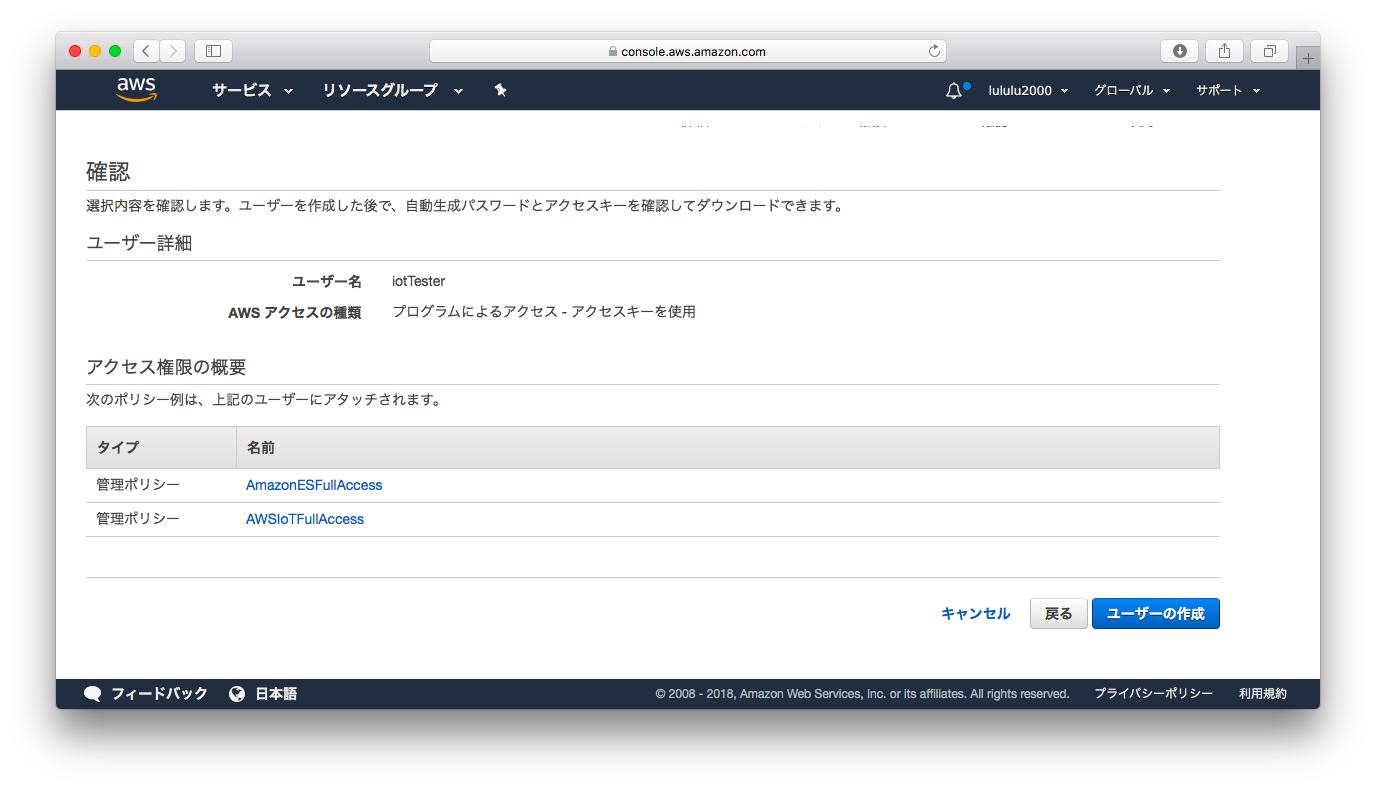 console.aws.amazon.com
aws サービス リソースグループ lululu2000 グローバル サポート
確認
選択内容を確認します。ユーザーを作成した後で、自動生成パスワードとアクセスキーを確認してダウンロードできます。
ユーザー詳細
ユーザー名 iotTester
AWS アクセスの種類 プログラムによるアクセス - アクセスキーを使用
アクセス権限の概要
次のポリシー例は、上記のユーザーにアタッチされます。
タイプ 名前
管理ポリシー AmazonESFullAccess
管理ポリシー AWSIoTFullAccess
キャンセル 戻る ユーザーの作成
フィードバック 日本語 © 2008 - 2018, Amazon Web Services, Inc. or its affiliates. All rights reserved. プライバシーポリシー 利用規約